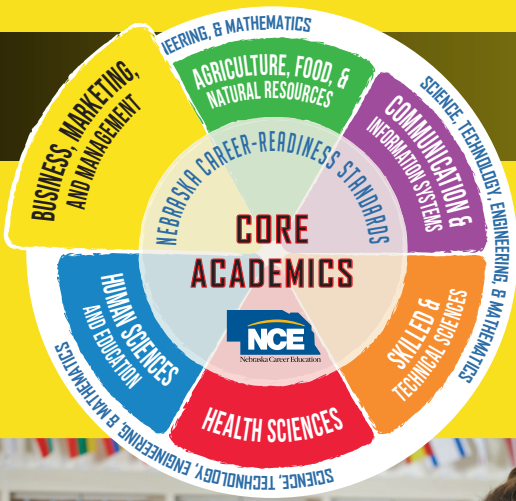 IEERING, & MATHEMATICS
SCIENCE, TECHNOLOGY, ENGINEERING, & MATHEMATICS
SCIENCE, TECHNOLOGY, ENGINEERING, & MATHEMATICS
BUSINESS, MARKETING,
AND MANAGEMENT
AGRICULTURE, FOOD, &
NATURAL RESOURCES
COMMUNICATION &
INFORMATION SYSTEMS
SKILLED &
TECHNICAL SCIENCES
HEALTH SCIENCES
HUMAN SCIENCES
AND EDUCATION
NEBRASKA CAREER-READINESS STANDARDS
CORE
ACADEMICS
NCE
Nebraska Career Education